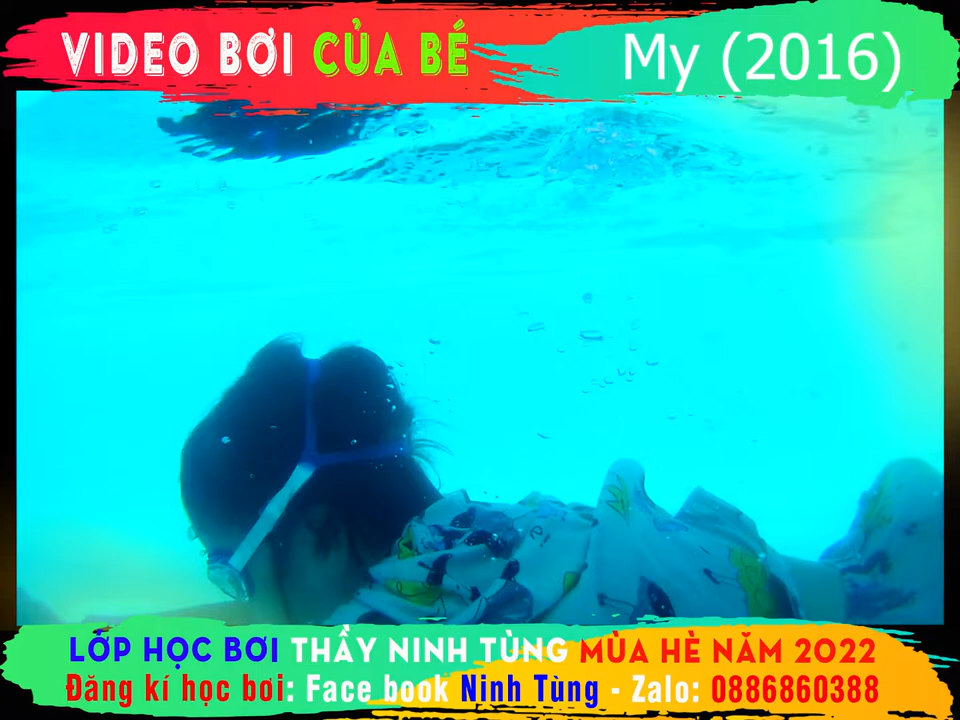 VIDEO BƠI CỦA BÉ
My (2016)
LỚP HỌC BƠI THẦY NINH TÙNG MÙA HÈ NĂM 2022
Đăng kí học bơi: Face book Ninh Tùng - Zalo: 0886860388